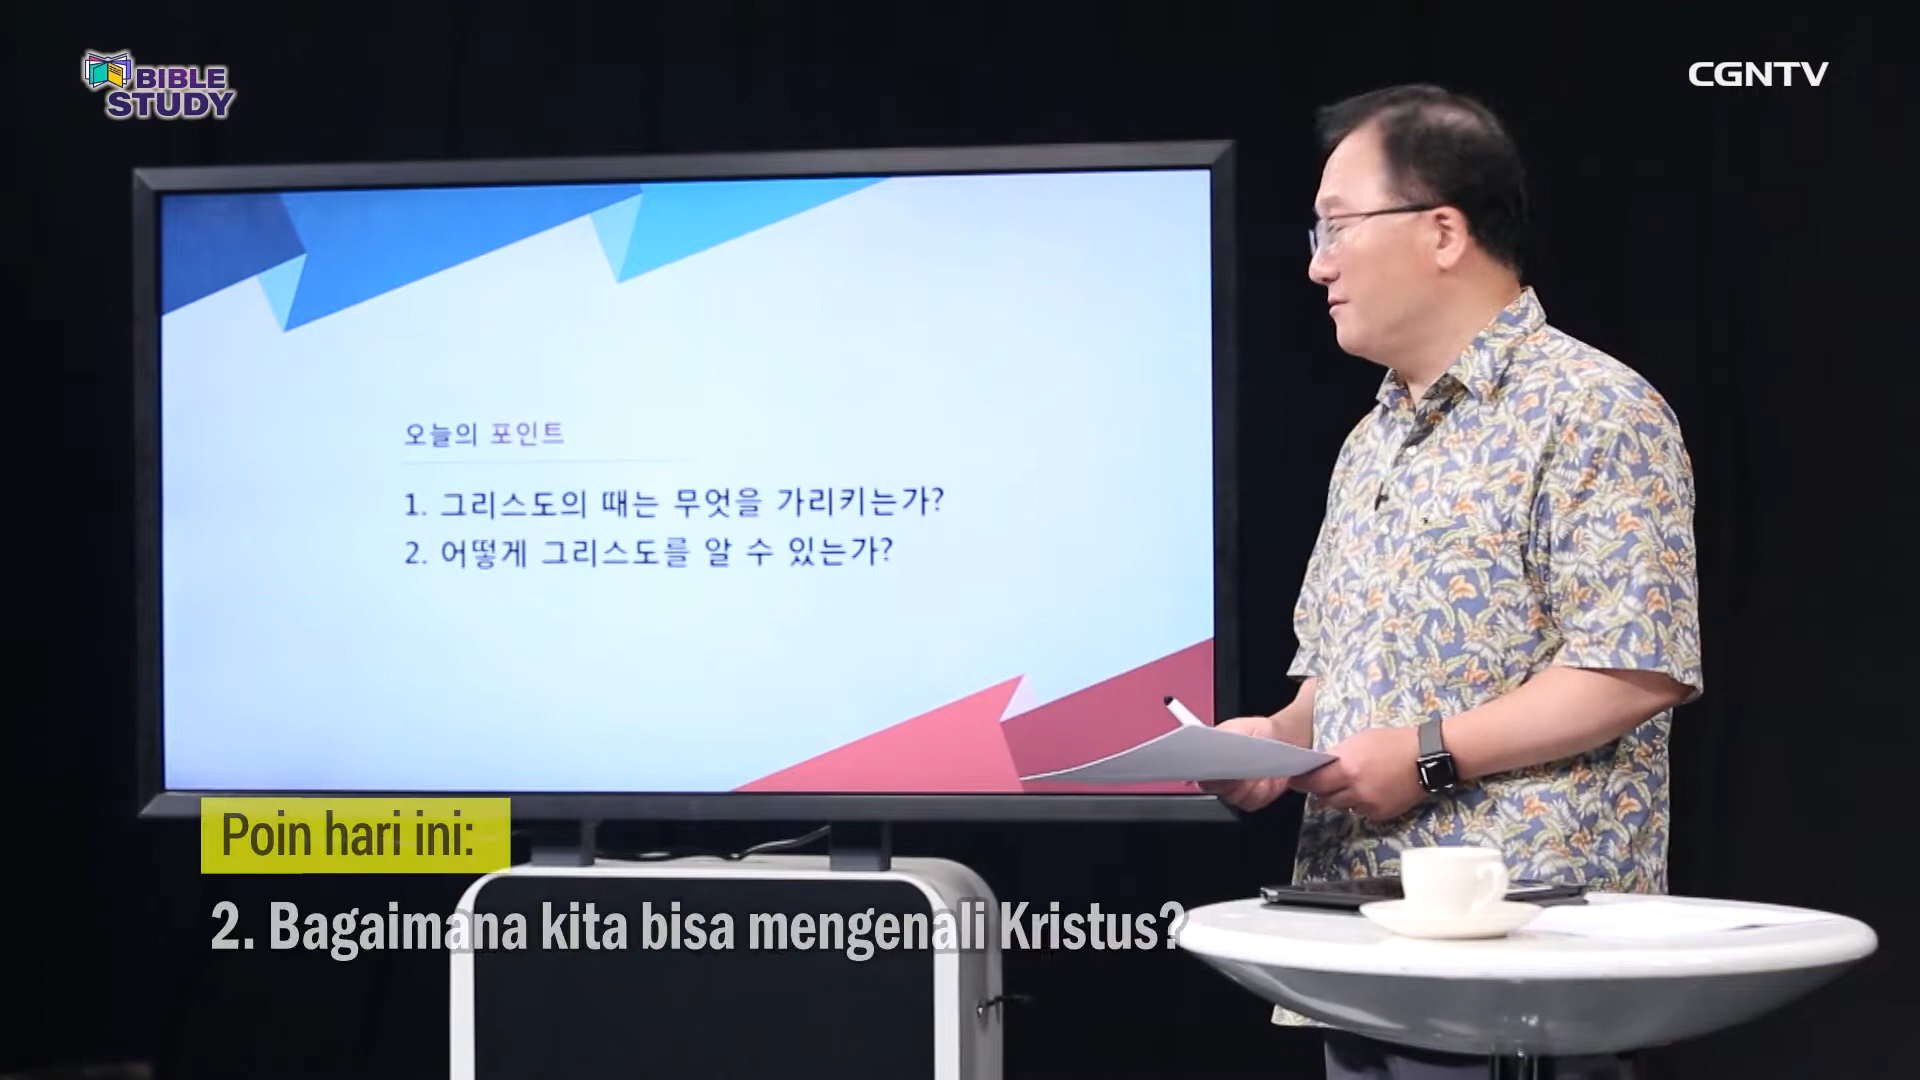 BIBLE
STUDY
CGNTV
오늘의 포인트
1. 그리스도의 때는 무엇을 가리키는가?
2. 어떻게 그리스도를 알 수 있는가?
Poin hari ini:
2. Bagaimana kita bisa mengenali Kristus?